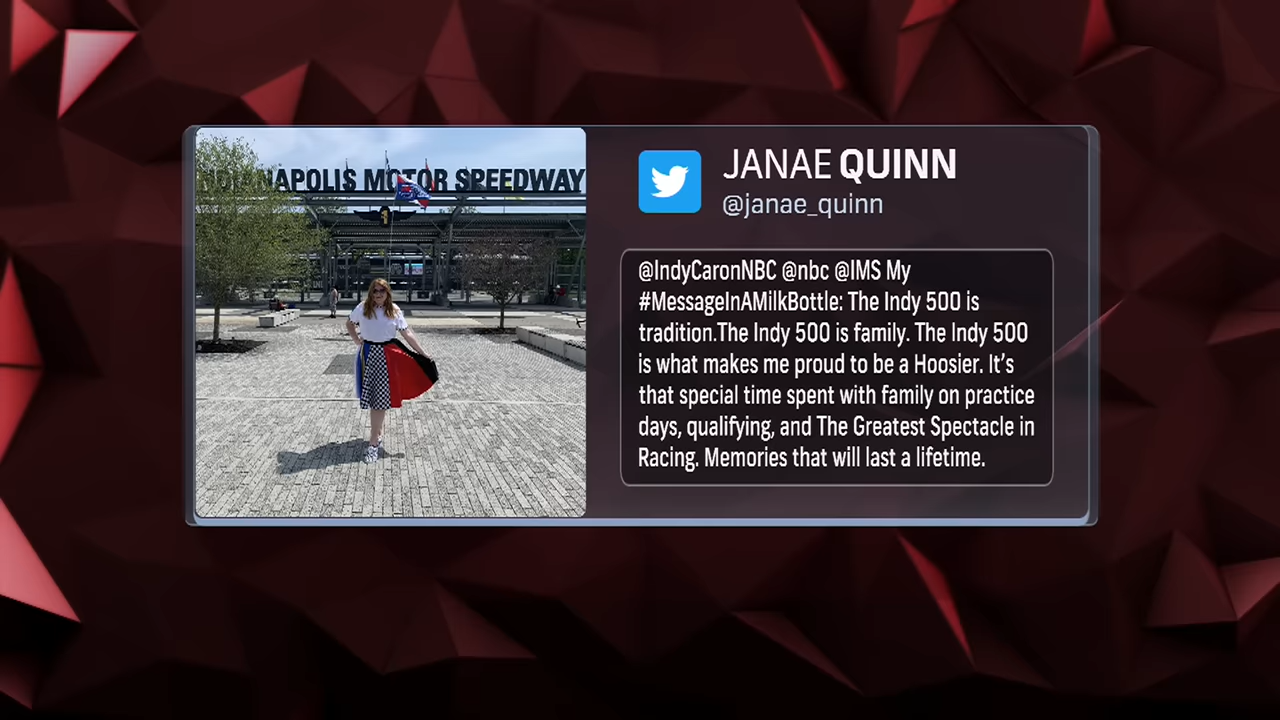 APOLIS MOTOR SPEEDWAY
JANAE QUINN
@janae_quinn
@IndyCaronNBC @nbc @IMS My
#MessageInAMilkBottle: The Indy 500 is
tradition.The Indy 500 is family. The Indy 500
is what makes me proud to be a Hoosier. It's
that special time spent with family on practice
days, qualifying, and The Greatest Spectacle in
Racing. Memories that will last a lifetime.